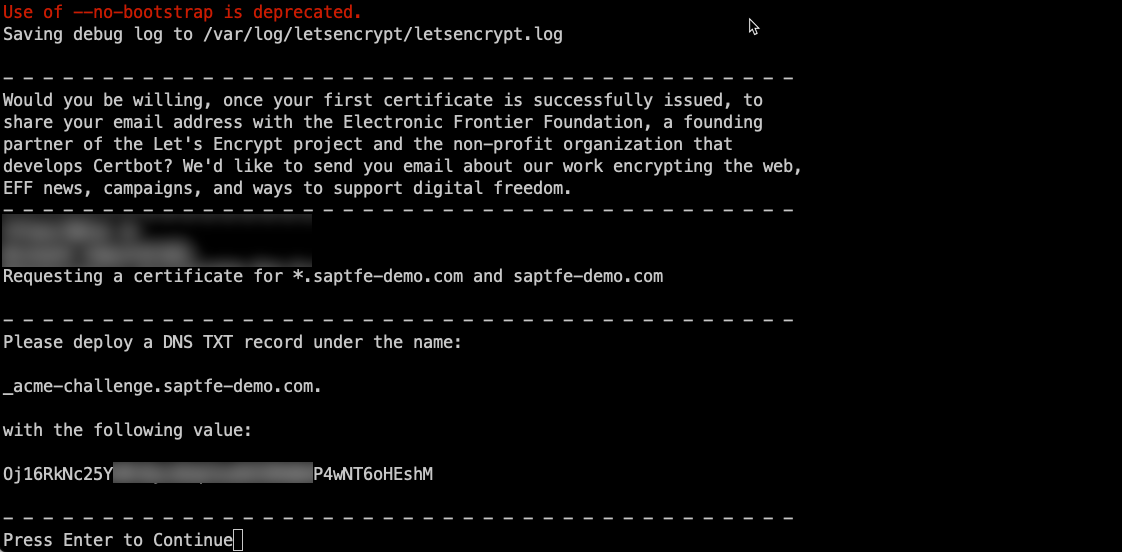 Use of --no-bootstrap is deprecated.
Saving debug log to /var/log/letsencrypt/letsencrypt.log
- - - - - - - - - - - - - - - - - - - - - - - - - - - - - - - - - - - - - - - -
Would you be willing, once your first certificate is successfully issued, to
share your email address with the Electronic Frontier Foundation, a founding
partner of the Let's Encrypt project and the non-profit organization that
develops Certbot? We'd like to send you email about our work encrypting the web,
EFF news, campaigns, and ways to support digital freedom.
- - - - - - - - - - - - - - - - - - - - - - - - - - - - - - - - - - - - - - - -
Requesting a certificate for *.saptfe-demo.com and saptfe-demo.com
- - - - - - - - - - - - - - - - - - - - - - - - - - - - - - - - - - - - - - - -
Please deploy a DNS TXT record under the name:
_acme-challenge.saptfe-demo.com.
with the following value:
Oj16RkNc25Y P4wNT6oHEshM
- - - - - - - - - - - - - - - - - - - - - - - - - - - - - - - - - - - - - - - -
Press Enter to Continue